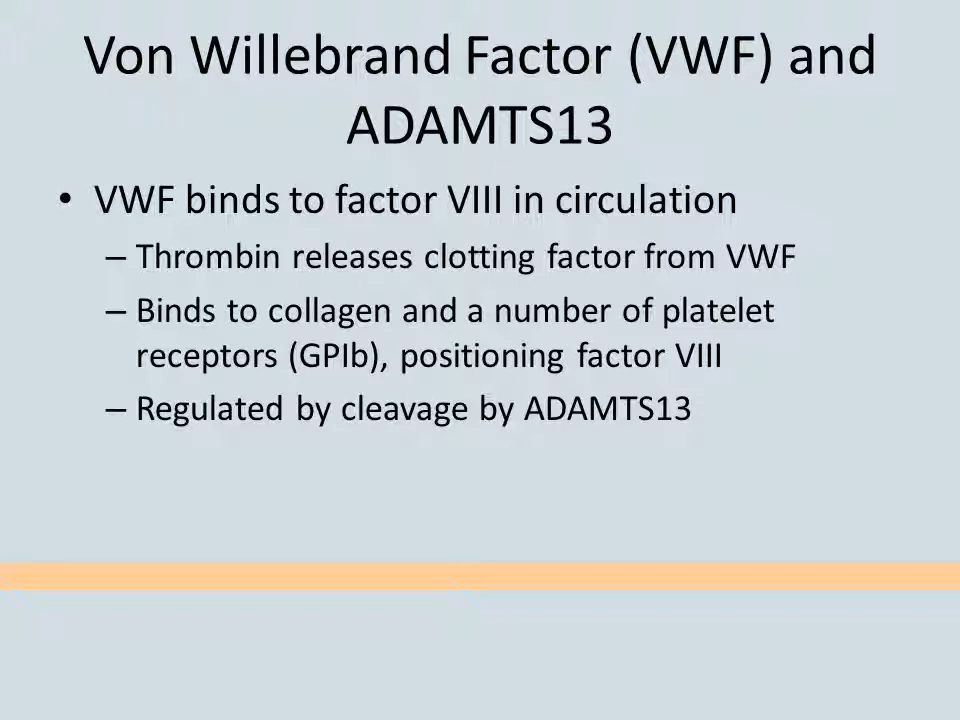 Von Willebrand Factor (VWF) and
ADAMTS13
• VWF binds to factor VIII in circulation
– Thrombin releases clotting factor from VWF
– Binds to collagen and a number of platelet
receptors (GPIb), positioning factor VIII
– Regulated by cleavage by ADAMTS13